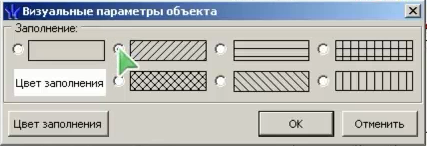 Визуальные параметры объекта
Заполнение:
Цвет заполнения
Цвет заполнения
OK
Отменить